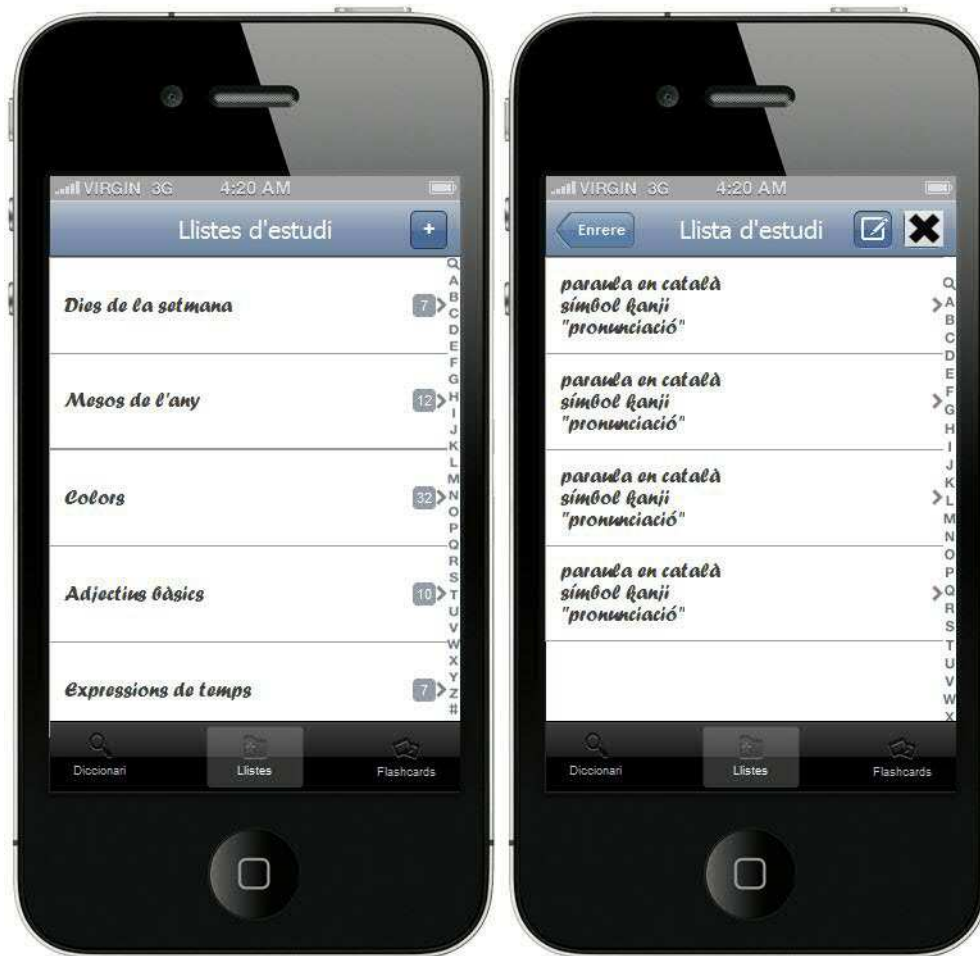 VIRGIN 3G 4:20 AM
Llistes d'estudi +
Dies de la setmana 7
Mesos de l'any 12
Colors 32
Adjectius bàsics 10
Expressions de temps 7
Q
A
B
C
D
E
F
G
H
I
J
K
L
M
N
O
P
Q
R
S
T
U
V
W
X
Y
Z
#
Diccionari Llistes Flashcards
VIRGIN 3G 4:20 AM
Enrere Llista d'estudi
paraula en català
símbol kanji
"pronunciació"
paraula en català
símbol kanji
"pronunciació"
paraula en català
símbol kanji
"pronunciació"
paraula en català
símbol kanji
"pronunciació"
A
B
C
D
E
F
G
H
I
J
K
L
M
N
O
P
Q
R
S
T
U
V
W
X
Diccionari Llistes Flashcards